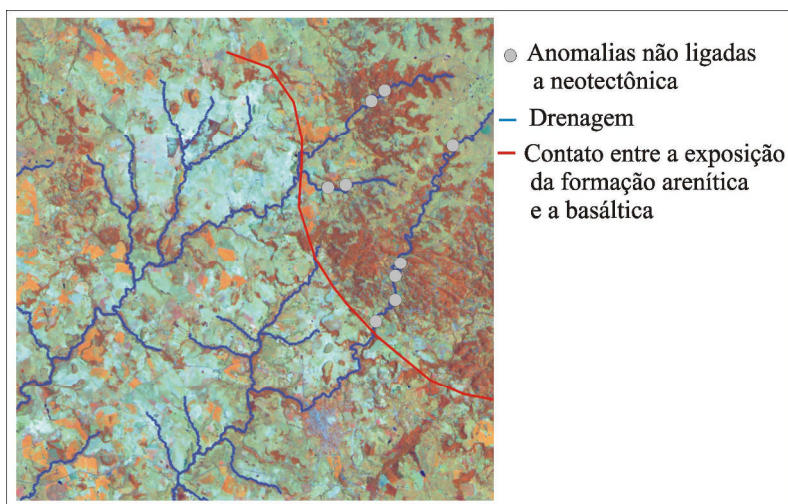 Anomalias não ligadas
a neotectônica
Drenagem
Contato entre a exposição
da formação arenítica
e a basáltica